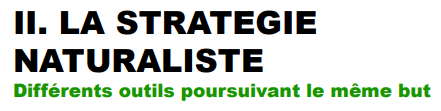 II. LA STRATEGIE
NATURALISTE
Différents outils poursuivant le même but